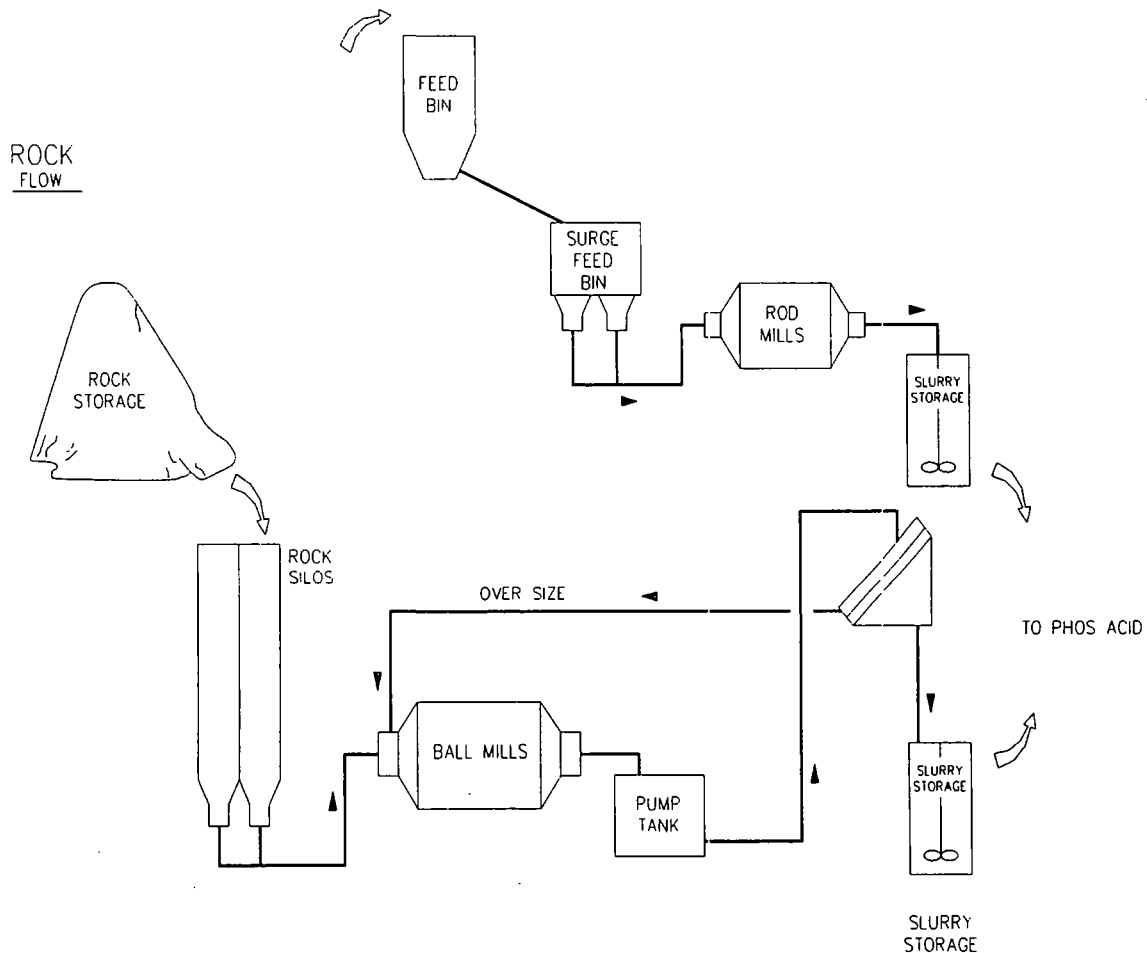 FEED
BIN
ROCK
FLOW
SURGE
FEED
BIN
ROD
MILLS
ROCK
STORAGE
SLURRY
STORAGE
ROCK
SILOS
OVER SIZE
TO PHOS ACID
BALL MILLS
SLURRY
STORAGE
PUMP
TANK
SLURRY
STORAGE